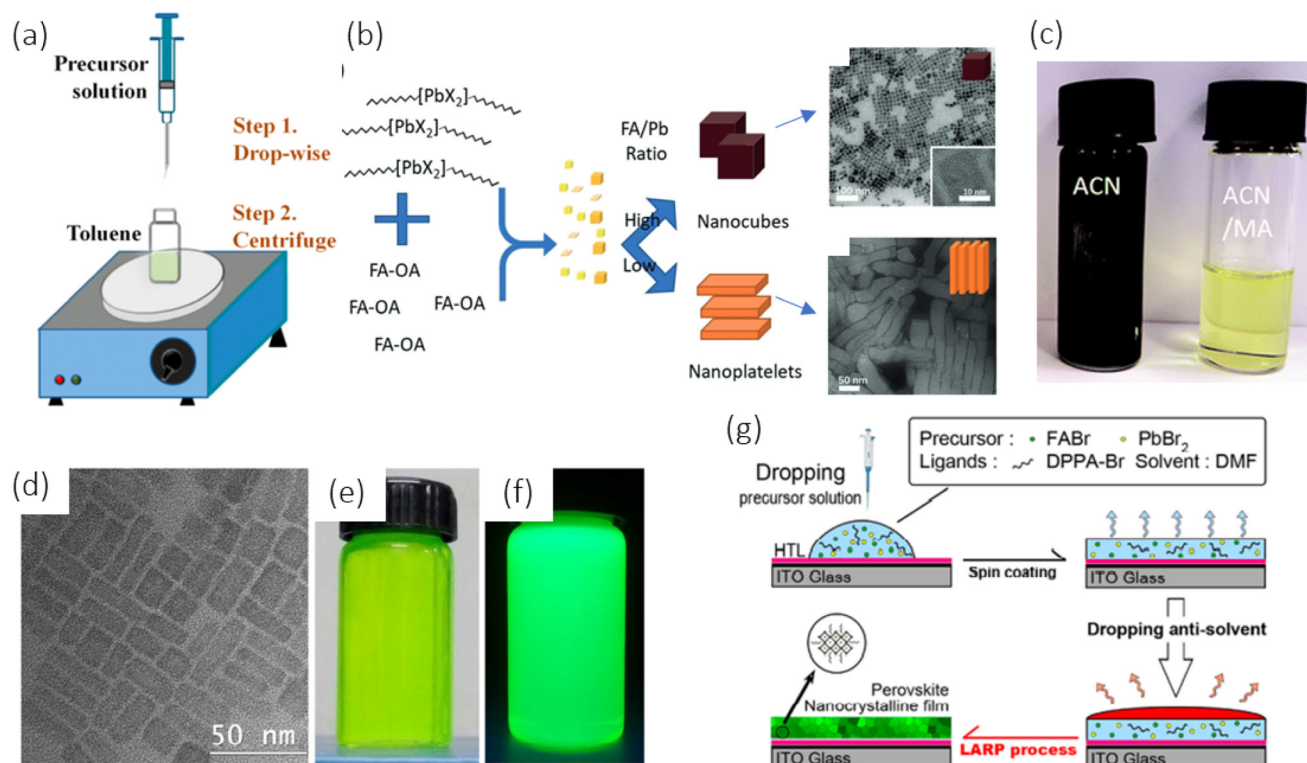 (a)
Precursor
solution
Step 1.
Drop-wise
Toluene
Step 2.
Centrifuge
(b)
[PbX2]
[PbX2]
[PbX2]
FA-OA
FA-OA
FA-OA
FA-OA
High
Low
FA/Pb
Ratio
Nanocubes
Nanoplatelets
100 nm
10 nm
50 nm
(c)
ACN
ACN
/MA
(d)
50 nm
(e)
(f)
(g)
Precursor : FABr PbBr2
Ligands : DPPA-Br Solvent : DMF
Dropping
precursor solution
HTL
ITO Glass
Spin coating
ITO Glass
Dropping anti-solvent
Perovskite
Nanocrystalline film
ITO Glass
LARP process
ITO Glass